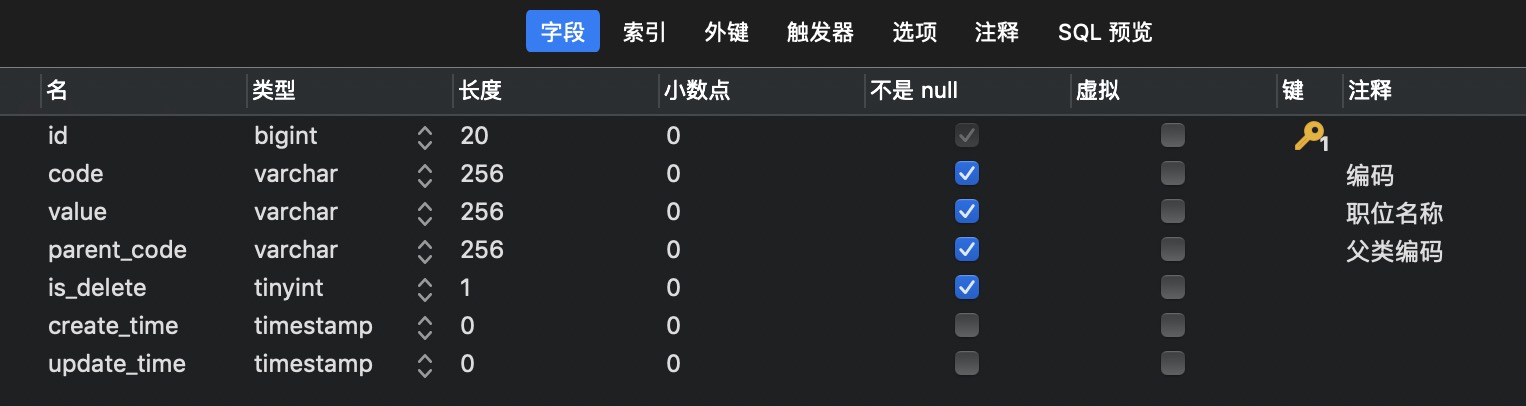 字段 索引 外键 触发器 选项 注释 SQL 预览
名 类型 长度 小数点 不是 null 虚拟 键 注释
id bigint 20 0 1
code varchar 256 0 编码
value varchar 256 0 职位名称
parent_code varchar 256 0 父类编码
is_delete tinyint 1 0
create_time timestamp 0 0
update_time timestamp 0 0